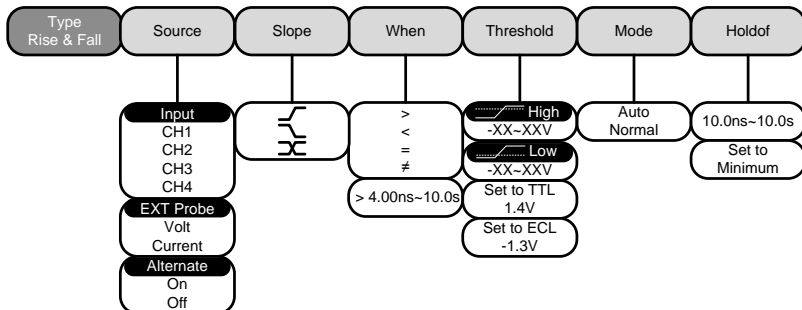 Type
Rise & Fall
Source
Slope
When
Threshold
Mode
Holdof
Input
CH1
CH2
CH3
CH4
EXT Probe
Volt
Current
Alternate
On
Off
>
<
=
≠
> 4.00ns~10.0s
High
-XX~XXV
Low
-XX~XXV
Set to TTL
1.4V
Set to ECL
-1.3V
Auto
Normal
10.0ns~10.0s
Set to
Minimum